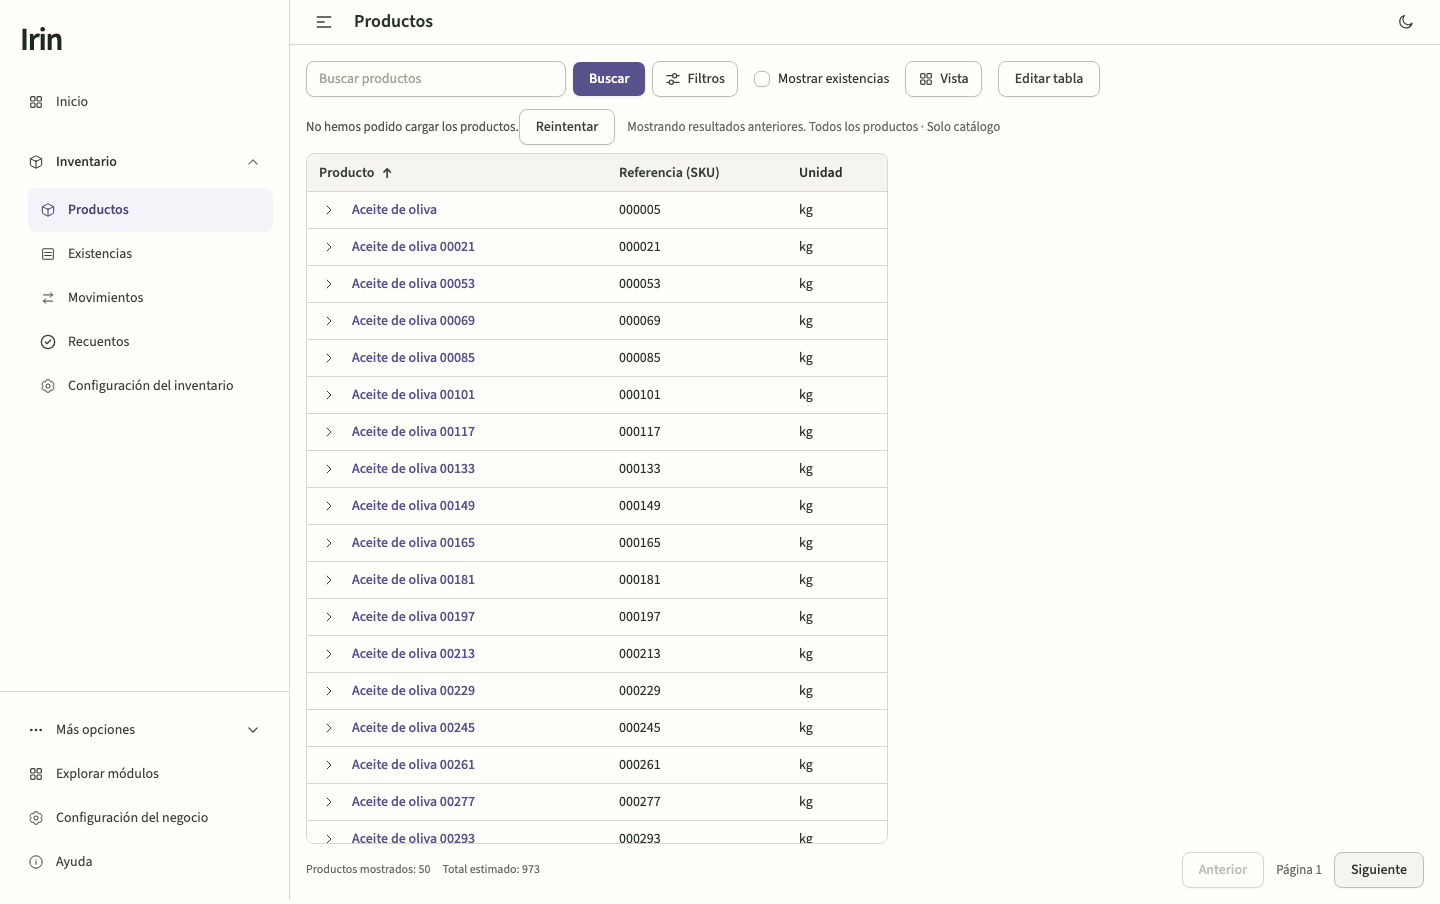 Irin
Productos
Inicio
Inventario
Productos
Existencias
Movimientos
Recuentos
Configuración del inventario
Más opciones
Explorar módulos
Configuración del negocio
Ayuda
Buscar productos
Buscar
Filtros
Mostrar existencias
Vista
Editar tabla
No hemos podido cargar los productos. Reintentar Mostrando resultados anteriores. Todos los productos · Solo catálogo
Producto Referencia (SKU) Unidad
Aceite de oliva 000005 kg
Aceite de oliva 00021 000021 kg
Aceite de oliva 00053 000053 kg
Aceite de oliva 00069 000069 kg
Aceite de oliva 00085 000085 kg
Aceite de oliva 00101 000101 kg
Aceite de oliva 00117 000117 kg
Aceite de oliva 00133 000133 kg
Aceite de oliva 00149 000149 kg
Aceite de oliva 00165 000165 kg
Aceite de oliva 00181 000181 kg
Aceite de oliva 00197 000197 kg
Aceite de oliva 00213 000213 kg
Aceite de oliva 00229 000229 kg
Aceite de oliva 00245 000245 kg
Aceite de oliva 00261 000261 kg
Aceite de oliva 00277 000277 kg
Aceite de oliva 00293 000293 kg
Productos mostrados: 50 Total estimado: 973
Anterior Página 1 Siguiente